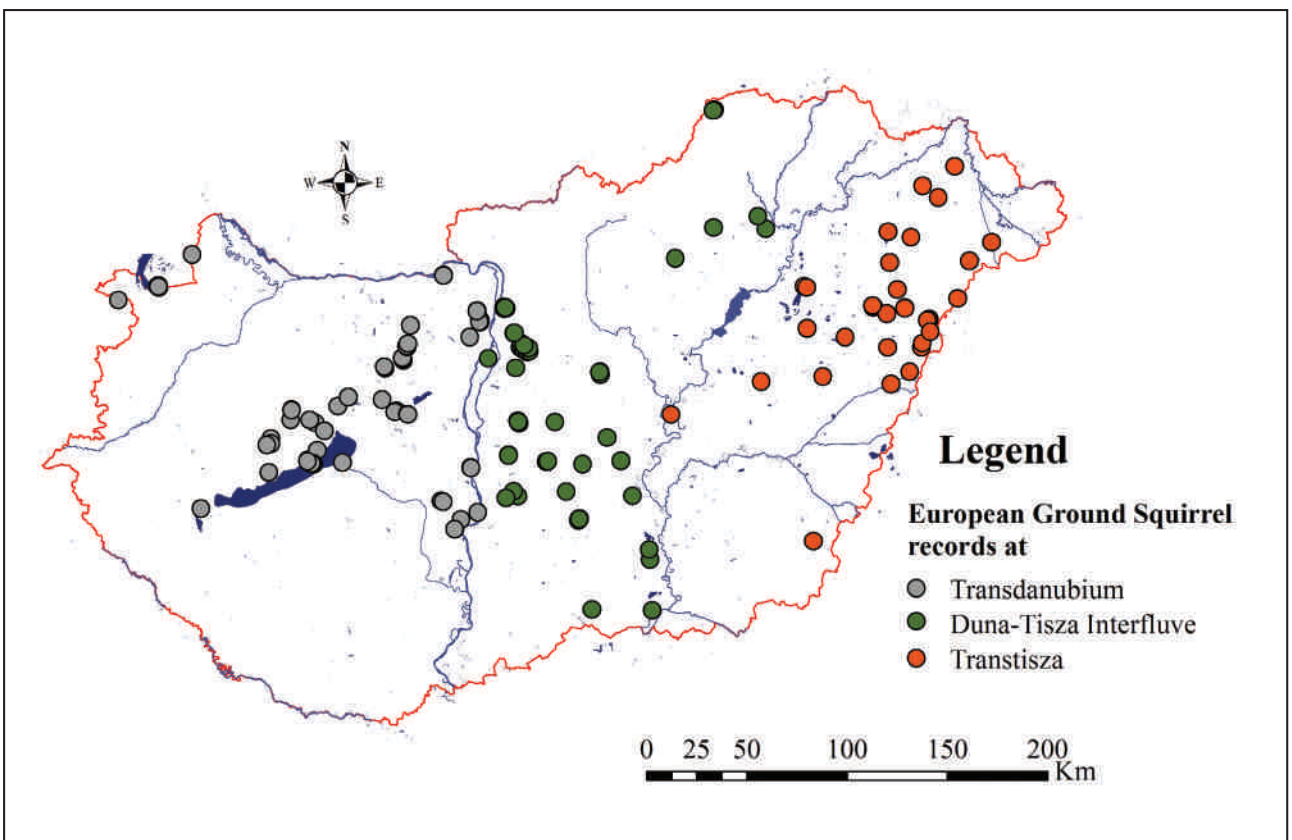 N
W E
S
Legend
European Ground Squirrel
records at
Transdanubium
Duna-Tisza Interfluve
Transtisza
0 25 50 100 150 200
Km